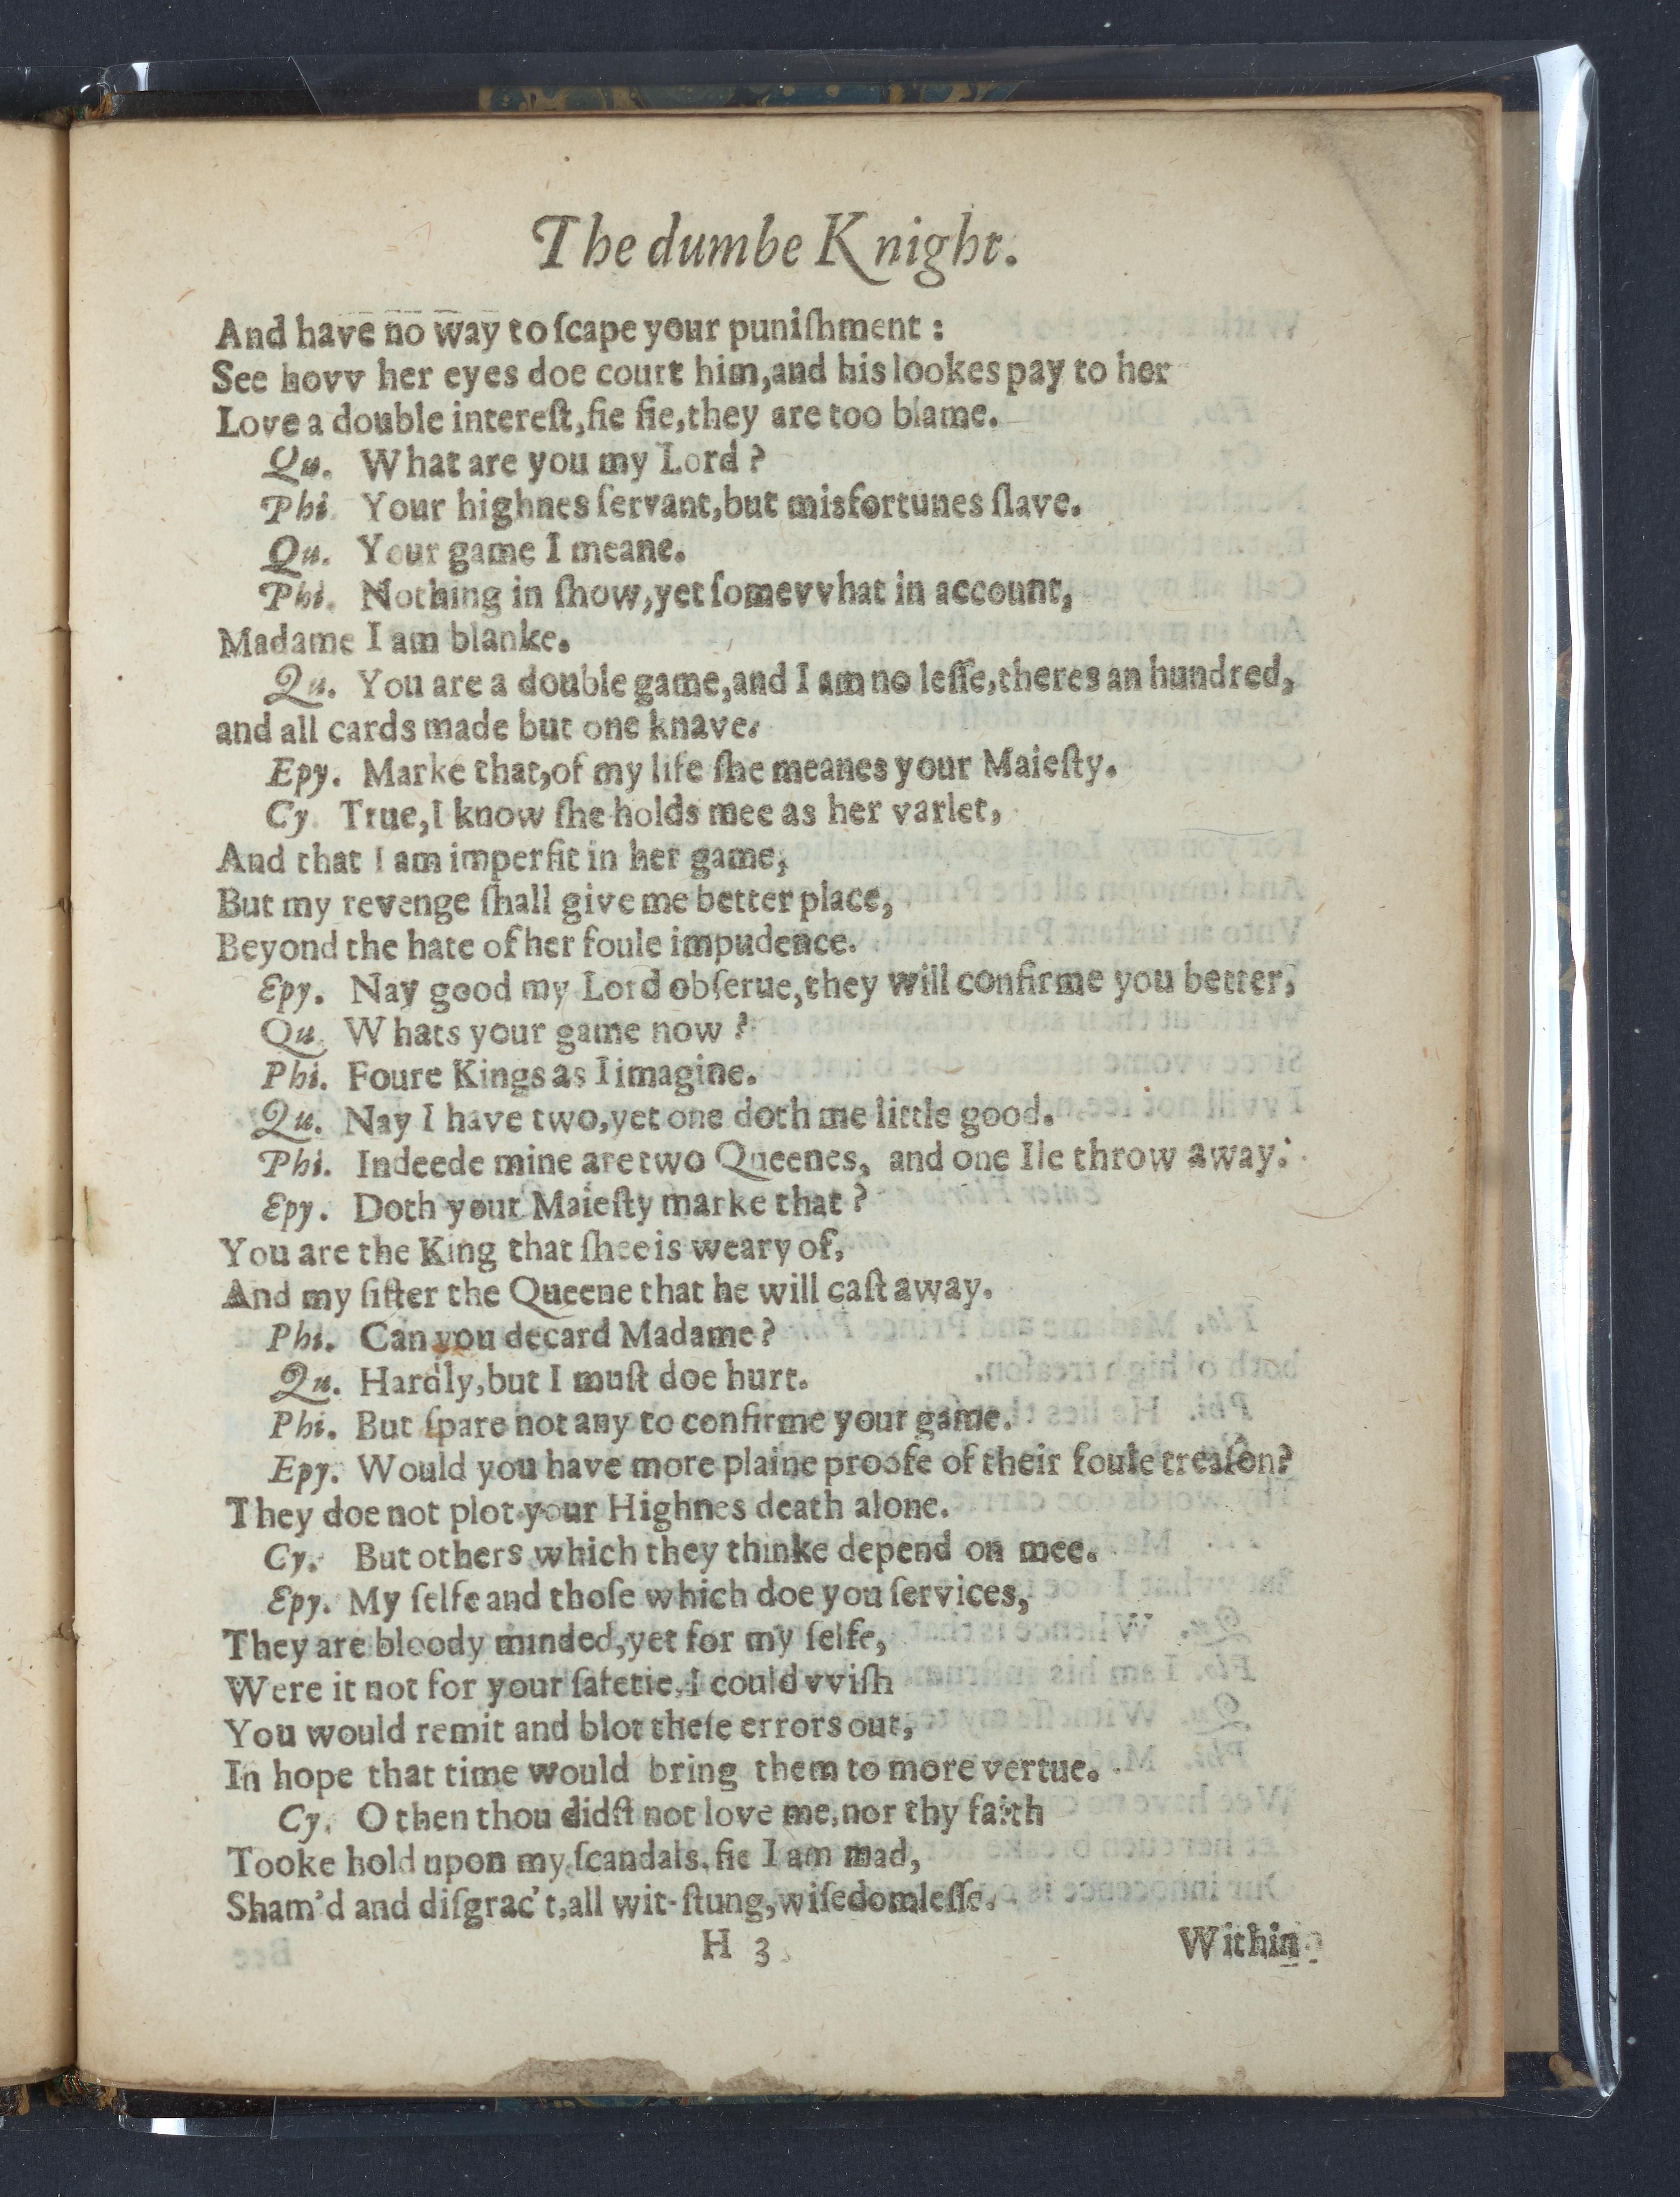 The dumbe Knight.
And have no way to ſcape your puniſhment :
See hovv her eyes doe court him,and his lookes pay to her
Love a double intereſt,fie fie,they are too blame.
Qu. What are you my Lord ?
Phi. Your highnes ſervant,but misfortunes ſlave.
Qu. Your game I meane.
Phi. Nothing in ſhow,yet ſomevvhat in account,
Madame I am blanke.
Qu. You are a double game,and I am no leſſe,theres an hundred,
and all cards made but one knave.
Epy. Marke that,of my life ſhe meanes your Maieſty.
Cy. True,I know ſhe holds mee as her varlet,
And that I am imperfit in her game,
But my revenge ſhall give me better place,
Beyond the hate of her foule impudence.
Epy. Nay good my Lord obſerue,they will confirme you better,
Qu. Whats your game now ?
Phi. Foure Kings as I imagine.
Qu. Nay I have two,yet one doth me little good.
Phi. Indeede mine are two Queenes, and one Ile throw away.
Epy. Doth your Maieſty marke that ?
You are the King that ſhee is weary of,
And my ſiſter the Queene that he will caſt away.
Phi. Can you decard Madame ?
Qu. Hardly,but I muſt doe hurt.
Phi. But ſpare not any to confirme your game.
Epy. Would you have more plaine proofe of their foule treaſon?
They doe not plot your Highnes death alone.
Cy. But others which they thinke depend on mee.
Epy. My ſelfe and thoſe which doe you ſervices,
They are bloody minded,yet for my ſelfe,
Were it not for your ſafetie, I could vviſh
You would remit and blot theſe errors out,
In hope that time would bring them to more vertue.
Cy. O then thou didſt not love me,nor thy faith
Tooke hold upon my ſcandals, fie I am mad,
Sham'd and diſgrac't,all wit-ſtung,wiſedomleſſe.
H 3
Within